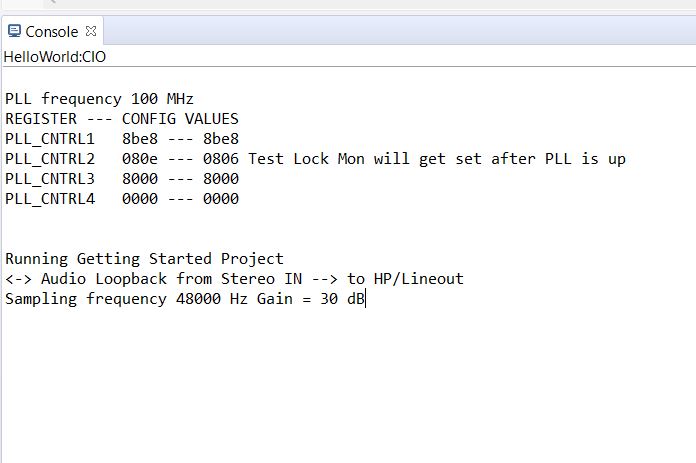 Console
HelloWorld:CIO
PLL frequency 100 MHz
REGISTER --- CONFIG VALUES
PLL_CNTRL1   8be8 --- 8be8
PLL_CNTRL2   080e --- 0806 Test Lock Mon will get set after PLL is up
PLL_CNTRL3   8000 --- 8000
PLL_CNTRL4   0000 --- 0000
Running Getting Started Project
<-> Audio Loopback from Stereo IN --> to HP/Lineout
Sampling frequency 48000 Hz Gain = 30 dB